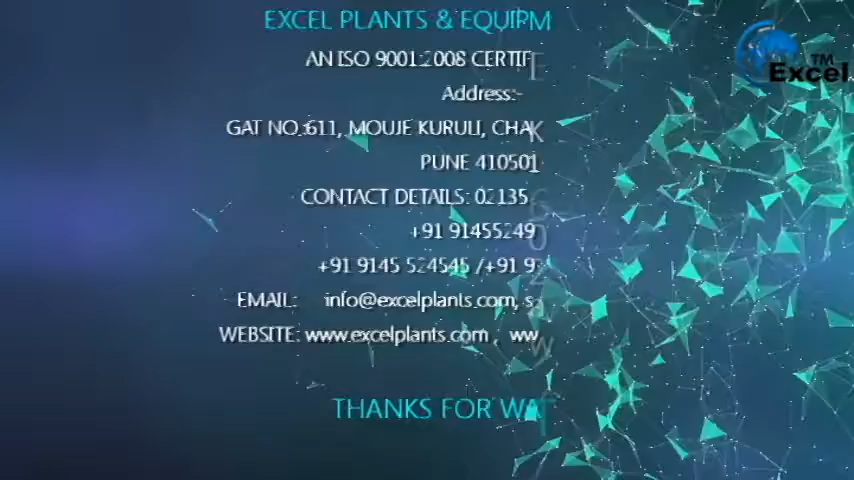 EXCEL PLANTS & EQUIPM
AN ISO 9001:2008 CERTIF
Address:-
GAT NO.:611, MOUJE KURULI, CHAK
PUNE 410501
CONTACT DETAILS: 02135
+91 91455249
+91 9145 524545 /+91 9
EMAIL: info@excelplants.com, s
WEBSITE: www.excelplants.com , ww
THANKS FOR WAT
TM
Excel